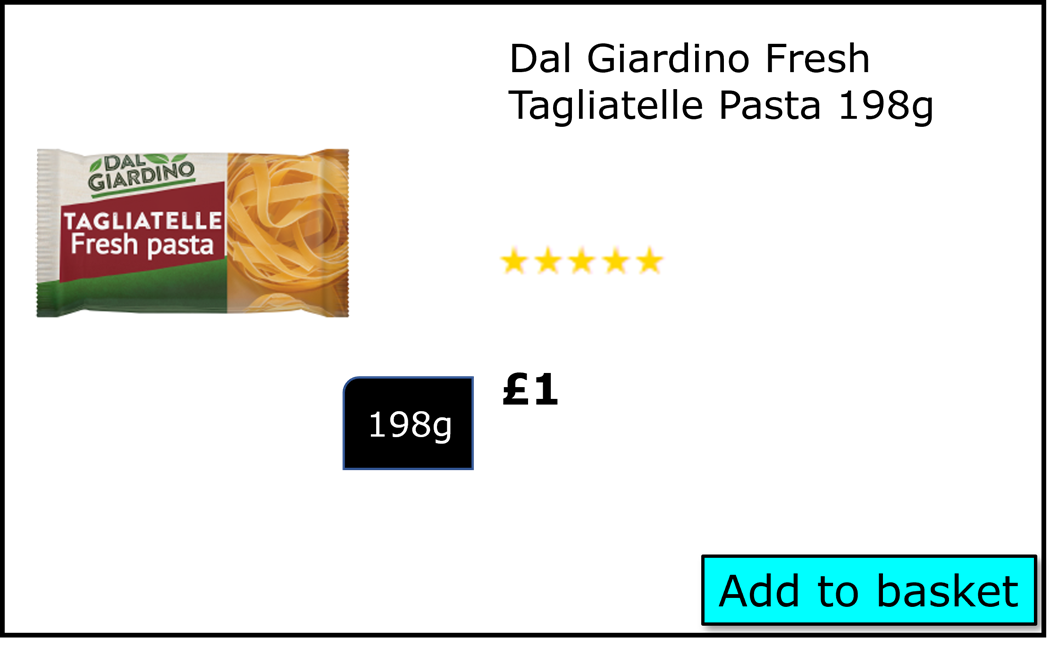 Dal Giardino Fresh
Tagliatelle Pasta 198g
DAL
GIARDINO
TAGLIATELLE
Fresh pasta
£1
198g
Add to basket